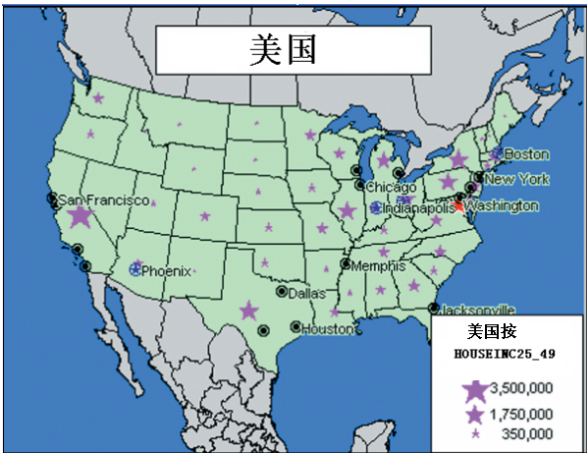 美国
Boston
New York
Chicago
San Francisco
Indianapolis
Washington
Phoenix
Memphis
Dallas
Jacksonville
Houston
美国按
HOUSEINC25_49
3,500,000
1,750,000
350,000